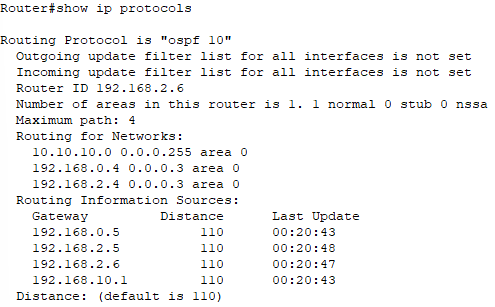 Router#show ip protocols
Routing Protocol is "ospf 10"
Outgoing update filter list for all interfaces is not set
Incoming update filter list for all interfaces is not set
Router ID 192.168.2.6
Number of areas in this router is 1. 1 normal 0 stub 0 nssa
Maximum path: 4
Routing for Networks:
10.10.10.0 0.0.0.255 area 0
192.168.0.4 0.0.0.3 area 0
192.168.2.4 0.0.0.3 area 0
Routing Information Sources:
Gateway Distance Last Update
192.168.0.5 110 00:20:43
192.168.2.5 110 00:20:48
192.168.2.6 110 00:20:47
192.168.10.1 110 00:20:43
Distance: (default is 110)